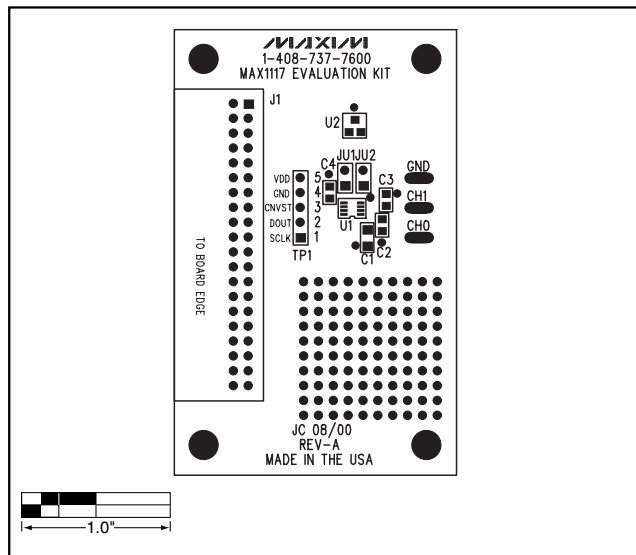 MAXIM
1-408-737-7600
MAX1117 EVALUATION KIT
J1
U2
C4
JU1 JU2
VDD 5
GND 4
CNVST 3
DOUT 2
SCLK 1
TP1
U1
C3
C1
C2
GND
CH1
CH0
TO BOARD EDGE
JC 08/00
REV-A
MADE IN THE USA
1.0"